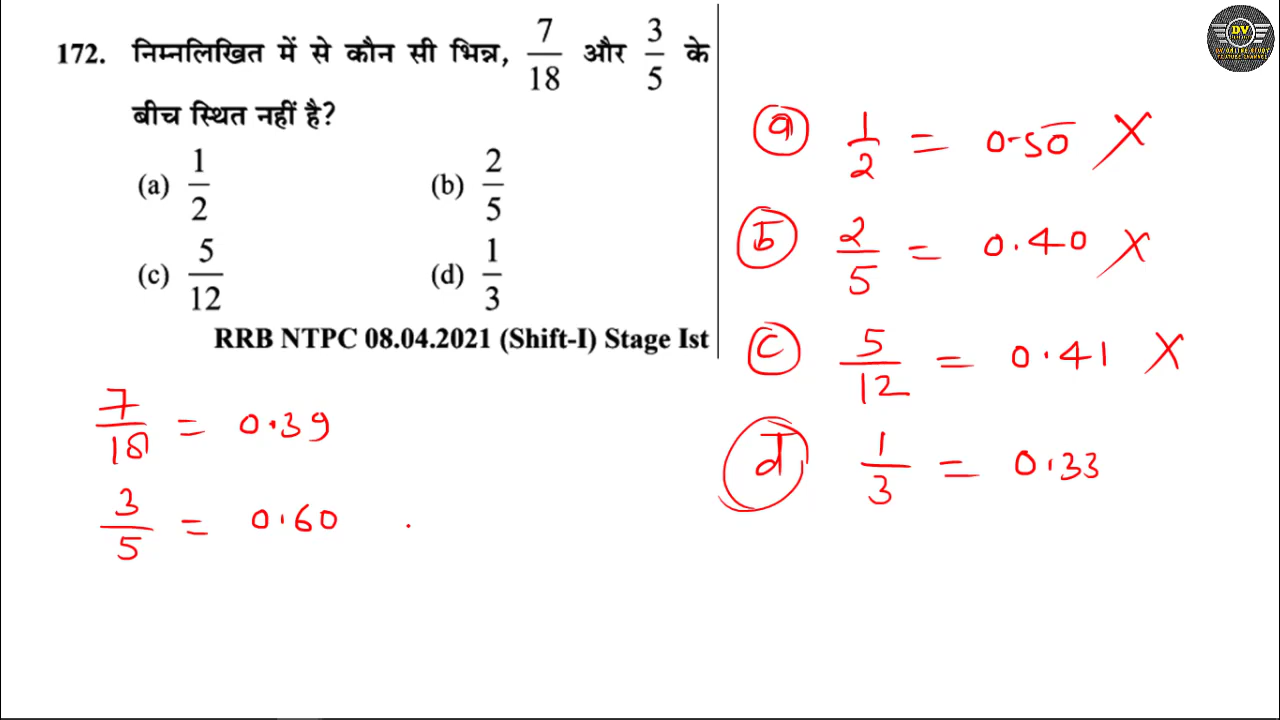 172. निम्नलिखित में से कौन सी भिन्न, 7/18 और 3/5 के
बीच स्थित नहीं है?
(a) 1/2 (b) 2/5
(c) 5/12 (d) 1/3
RRB NTPC 08.04.2021 (Shift-I) Stage Ist
7/18 = 0.39
3/5 = 0.60
a 1/2 = 0.50 X
b 2/5 = 0.40 X
c 5/12 = 0.41 X
d 1/3 = 0.33
DV